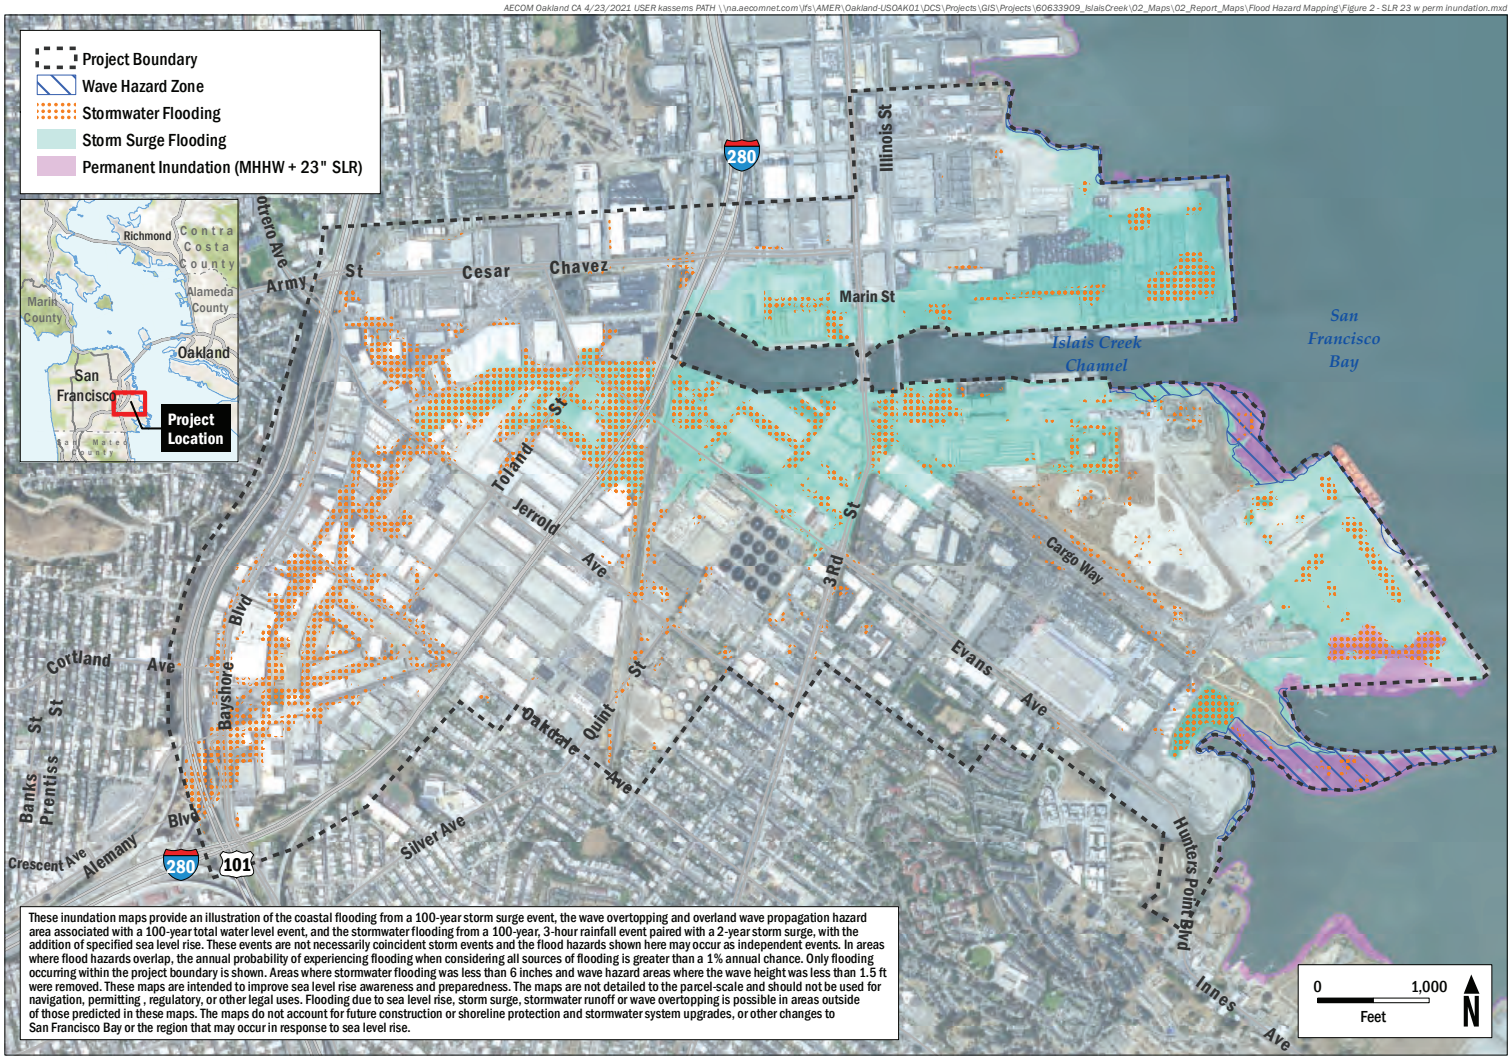 AECOM Oakland CA 4/23/2021 USER kassems PATH \\na.aecomnet.com\lfs\AMER\Oakland-USOAK01\DCS\Projects\GIS\Projects\60633909_IslaisCreek\02_Maps\02_Report_Maps\Flood Hazard Mapping\Figure 2 - SLR 23 w perm inundation.mxd
Project Boundary
Wave Hazard Zone
Stormwater Flooding
Storm Surge Flooding
Permanent Inundation (MHHW + 23" SLR)
Richmond
Contra
Costa
County
Marin
County
Alameda
County
Oakland
San
Francisco
San Mateo
County
Project
Location
280
Illinois St
otrero Ave
Army
St
Cesar
Chavez
Marin St
Islais Creek
Channel
San
Francisco
Bay
Toland
St
Jerrold
Ave
3Rd
St
Cargo Way
Evans
Ave
Bayshore
Blvd
Cortland
Ave
Quint
St
Oakdale
Ave
Silver Ave
Banks
St
Prentiss
St
Crescent Ave
Alemany
Blvd
280
101
Hunters Point Blvd
Innes
Ave
These inundation maps provide an illustration of the coastal flooding from a 100-year storm surge event, the wave overtopping and overland wave propagation hazard
area associated with a 100-year total water level event, and the stormwater flooding from a 100-year, 3-hour rainfall event paired with a 2-year storm surge, with the
addition of specified sea level rise. These events are not necessarily coincident storm events and the flood hazards shown here may occur as independent events. In areas
where flood hazards overlap, the annual probability of experiencing flooding when considering all sources of flooding is greater than a 1% annual chance. Only flooding
occurring within the project boundary is shown. Areas where stormwater flooding was less than 6 inches and wave hazard areas where the wave height was less than 1.5 ft
were removed. These maps are intended to improve sea level rise awareness and preparedness. The maps are not detailed to the parcel-scale and should not be used for
navigation, permitting , regulatory, or other legal uses. Flooding due to sea level rise, storm surge, stormwater runoff or wave overtopping is possible in areas outside
of those predicted in these maps. The maps do not account for future construction or shoreline protection and stormwater system upgrades, or other changes to
San Francisco Bay or the region that may occur in response to sea level rise.
0 1,000
Feet
N